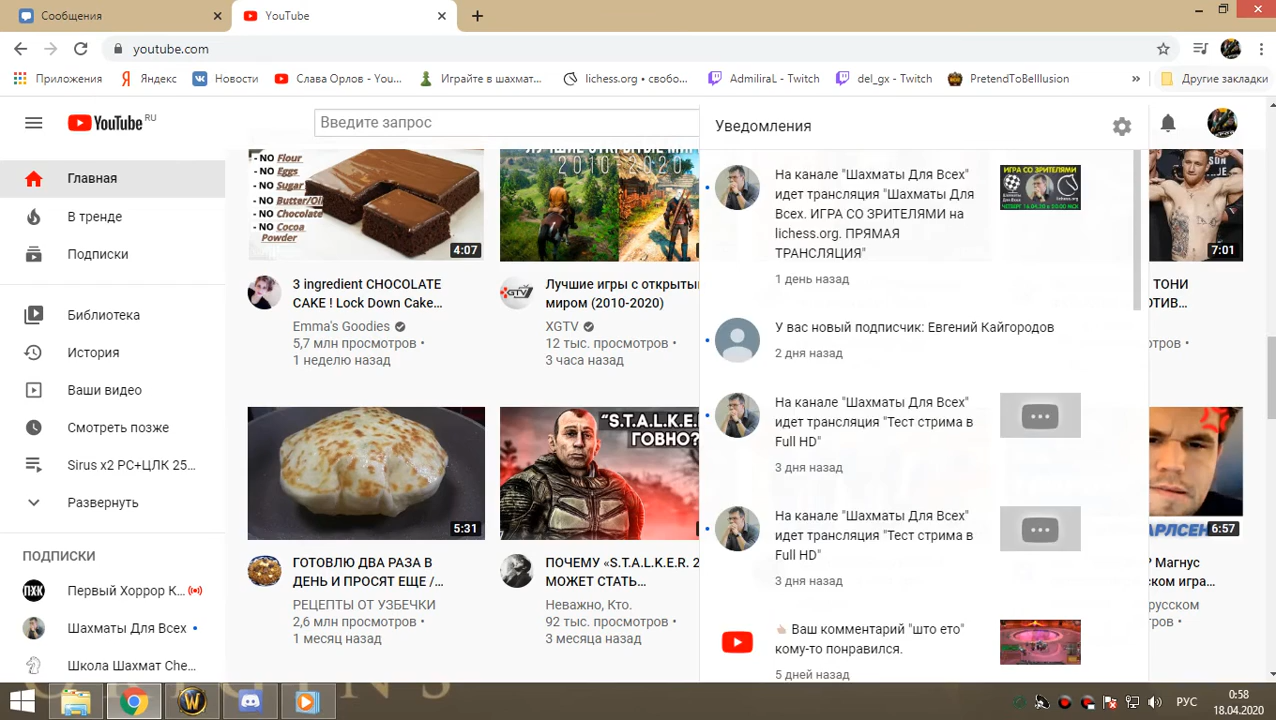 Сообщения
YouTube
youtube.com
Приложения
Яндекс
Новости
Слава Орлов - You...
Играйте в шахмат...
lichess.org • свобо...
AdmiralL - Twitch
del_gx - Twitch
PretendToBeIllusion
»
Другие закладки
YouTube RU
Введите запрос
Уведомления
Главная
В тренде
Подписки
Библиотека
История
Ваши видео
Смотреть позже
Sirus x2 РС+ЦЛК 25...
Развернуть
ПОДПИСКИ
Первый Хоррор К...
Шахматы Для Всех •
Школа Шахмат Che...
- NO Flour
- NO Eggs
- NO Sugar
- NO Butter/Oil
- NO Chocolate
- NO Cocoa
Powder
4:07
3 ingredient CHOCOLATE
CAKE ! Lock Down Cake...
Emma's Goodies
5,7 млн просмотров •
1 неделю назад
2010-2020
XGTV
Лучшие игры с открыты
миром (2010-2020)
XGTV
12 тыс. просмотров •
3 часа назад
5:31
ГОТОВЛЮ ДВА РАЗА В
ДЕНЬ И ПРОСЯТ ЕЩЕ /...
РЕЦЕПТЫ ОТ УЗБЕЧКИ
2,6 млн просмотров •
1 месяц назад
"S.T.A.L.K.E.R.
ГОВНО?
ПОЧЕМУ «S.T.A.L.K.E.R. 2
МОЖЕТ СТАТЬ...
Неважно, Кто.
92 тыс. просмотров •
3 месяца назад
На канале "Шахматы Для Всех"
идет трансляция "Шахматы Для
Всех. ИГРА СО ЗРИТЕЛЯМИ на
lichess.org. ПРЯМАЯ
ТРАНСЛЯЦИЯ"
1 день назад
ИГРА СО ЗРИТЕЛЯМИ
У вас новый подписчик: Евгений Кайгородов
2 дня назад
На канале "Шахматы Для Всех"
идет трансляция "Тест стрима в
Full HD"
3 дня назад
На канале "Шахматы Для Всех"
идет трансляция "Тест стрима в
Full HD"
3 дня назад
Ваш комментарий "што ето"
кому-то понравился.
5 дней назад
7:01
ТОНИ
ОТИВ...
отров •
АРЛСЕН
6:57
? Магнус
ском игра...
русском
отров •
РУС
0:58
18.04.2020